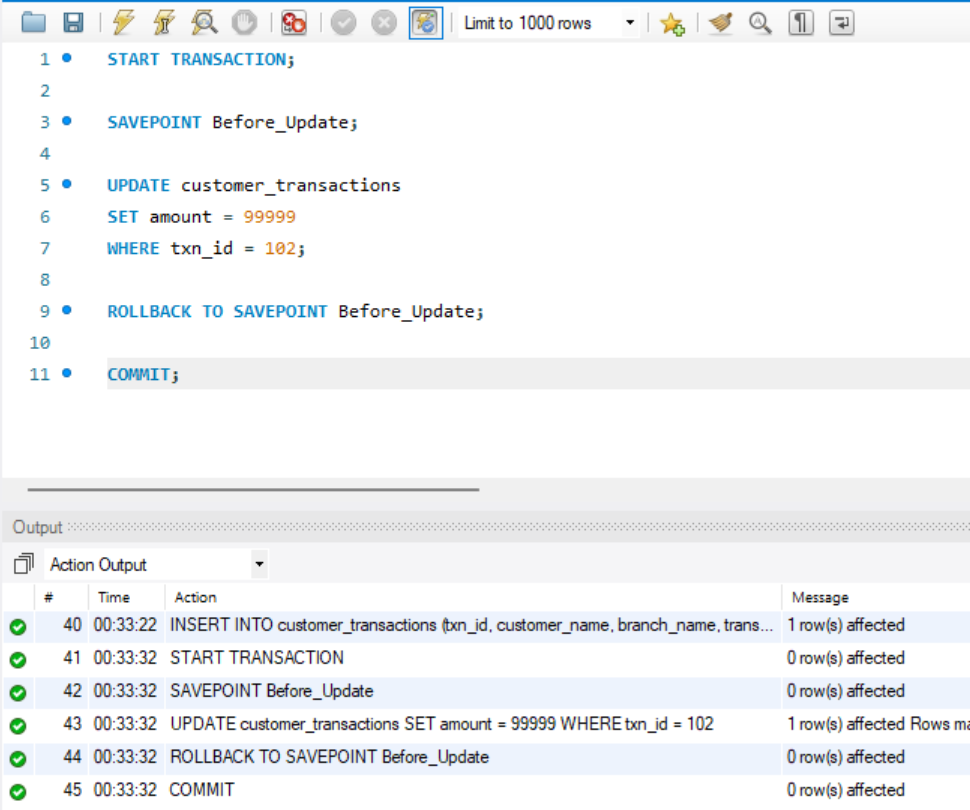 Limit to 1000 rows
1 START TRANSACTION;
2
3 SAVEPOINT Before_Update;
4
5 UPDATE customer_transactions
6 SET amount = 99999
7 WHERE txn_id = 102;
8
9 ROLLBACK TO SAVEPOINT Before_Update;
10
11 COMMIT;
Output
Action Output
# Time Action Message
40 00:33:22 INSERT INTO customer_transactions (txn_id, customer_name, branch_name, trans... 1 row(s) affected
41 00:33:32 START TRANSACTION 0 row(s) affected
42 00:33:32 SAVEPOINT Before_Update 0 row(s) affected
43 00:33:32 UPDATE customer_transactions SET amount = 99999 WHERE txn_id = 102 1 row(s) affected Rows ma
44 00:33:32 ROLLBACK TO SAVEPOINT Before_Update 0 row(s) affected
45 00:33:32 COMMIT 0 row(s) affected